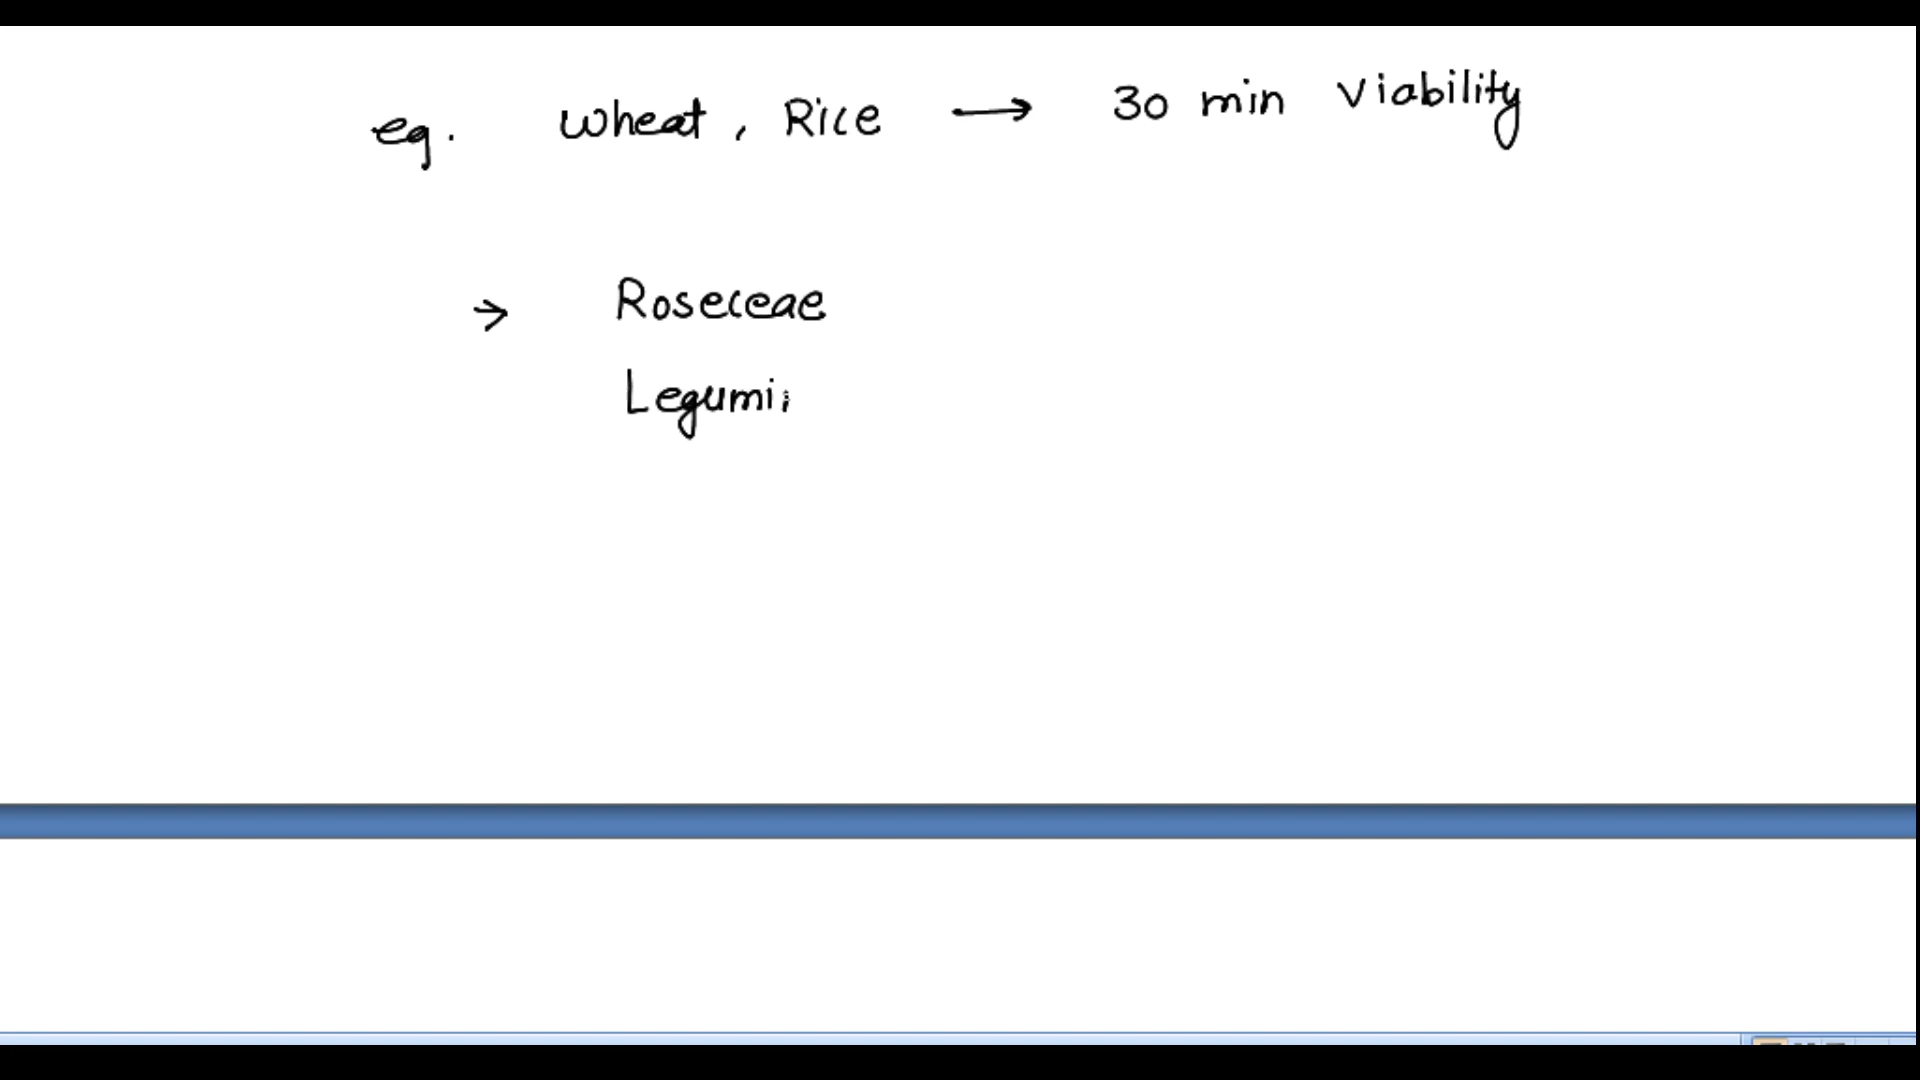 eg. Wheat, Rice → 30 min Viability
→ Roseceae
Legumi